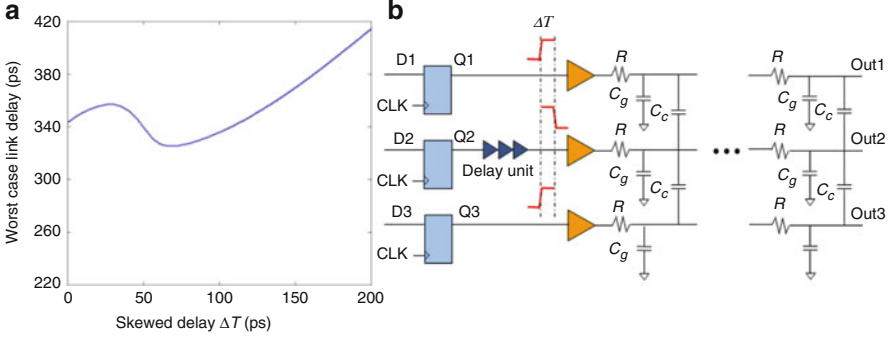 a
420
380
340
300
260
220
Worst case link delay (ps)
0
50
100
150
200
Skewed delay ΔT (ps)
b
ΔT
D1
Q1
CLK
R
Cg
Cc
R
Cg
Cc
Out1
D2
Q2
CLK
Delay unit
R
Cg
Cc
R
Cg
Cc
Out2
D3
Q3
CLK
R
Cg
R
Out3